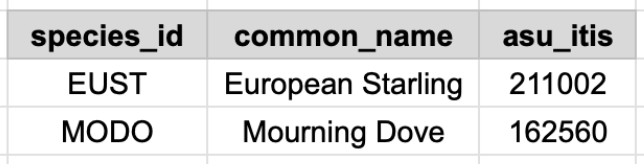 species_id common_name asu_itis
EUST European Starling 211002
MODO Mourning Dove 162560